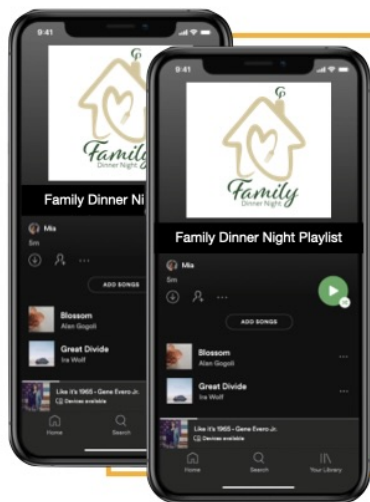 9:41
Family
Dinner Night
Family Dinner Ni
Mia
5m
ADD SONGS
Blossom
Alan Gogoll
Great Divide
Ira Wolf
Like it's 1965 • Gene Evaro Jr.
Devices available
Home
Search
9:41
GP
Family
Dinner Night
Family Dinner Night Playlist
Mia
5m
ADD SONGS
Blossom
Alan Gogoll
Great Divide
Ira Wolf
Like it's 1965 • Gene Evaro Jr.
Devices available
Home
Search
Your Library